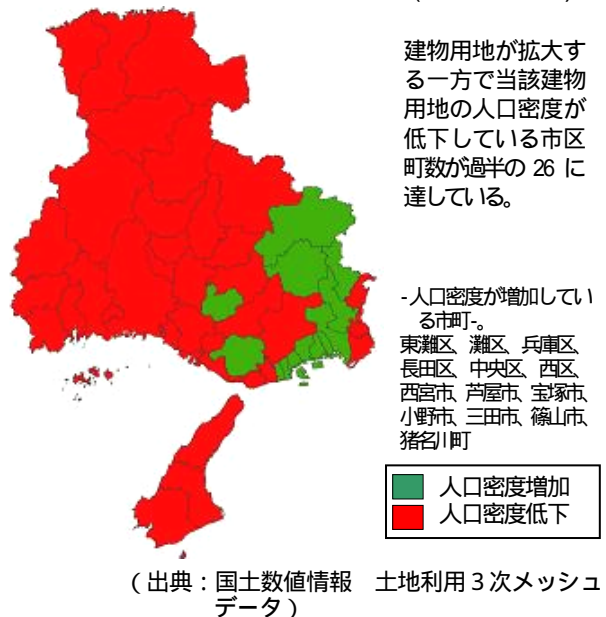 建物用地が拡大す
る一方で当該建物
用地の人口密度が
低下している市区
町数が過半の 26 に
達している。
-人口密度が増加してい
る市町-。
東灘区、灘区、兵庫区、
長田区、中央区、西区、
西宮市、芦屋市、宝塚市、
小野市、三田市、篠山市、
猪名川町
人口密度増加
人口密度低下
(出典:国土数値情報 土地利用3次メッシュ
データ)